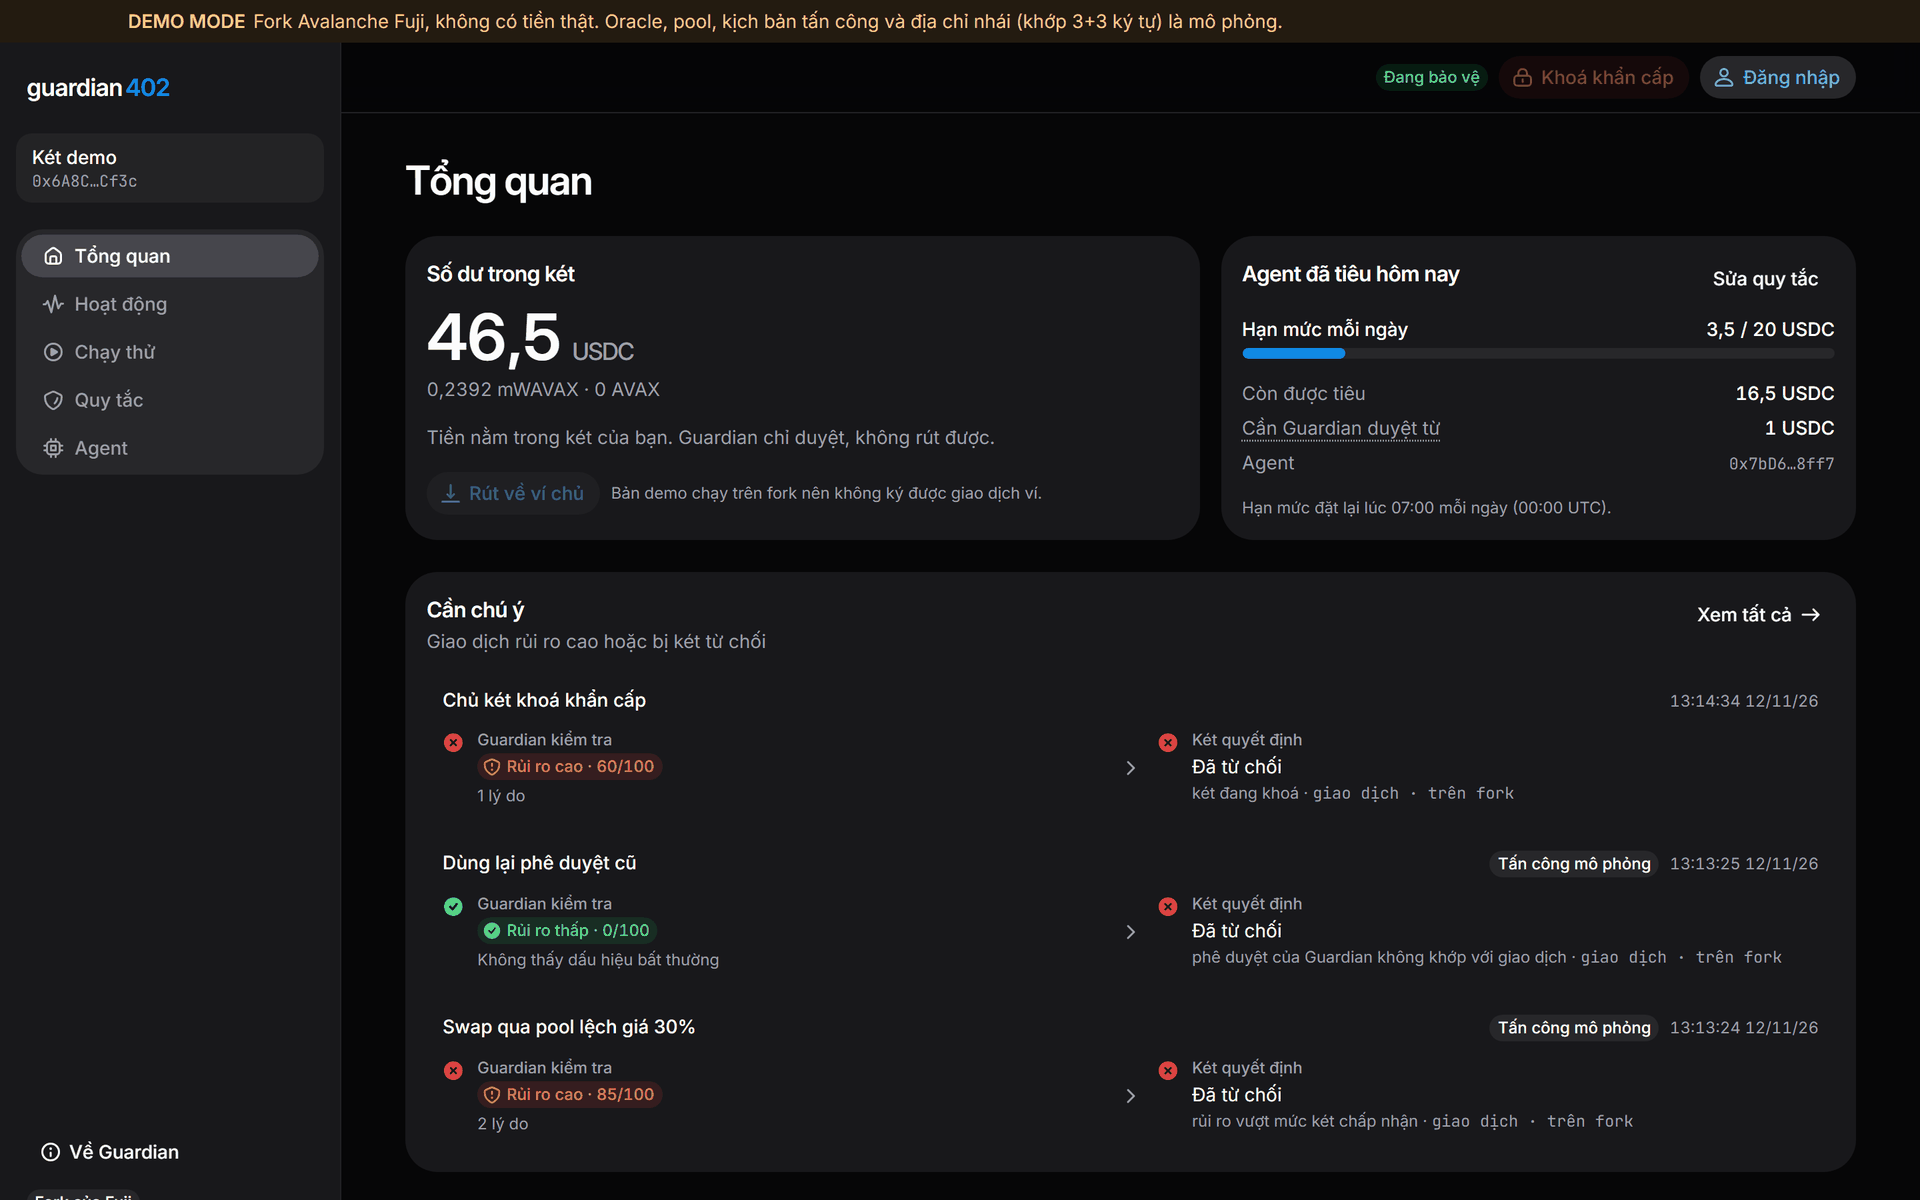 DEMO MODE Fork Avalanche Fuji, không có tiền thật. Oracle, pool, kịch bản tấn công và địa chỉ nhái (khớp 3+3 ký tự) là mô phỏng.
guardian402
Đang bảo vệ
Khoá khẩn cấp
Đăng nhập
Két demo
0x6A8C…Cf3c
Tổng quan
Hoạt động
Chạy thử
Quy tắc
Agent
Tổng quan
Số dư trong két
46,5 USDC
0,2392 mWAVAX · 0 AVAX
Tiền nằm trong két của bạn. Guardian chỉ duyệt, không rút được.
Rút về ví chủ
Bản demo chạy trên fork nên không ký được giao dịch ví.
Agent đã tiêu hôm nay
Sửa quy tắc
Hạn mức mỗi ngày
3,5 / 20 USDC
Còn được tiêu
16,5 USDC
Cần Guardian duyệt từ
1 USDC
Agent
0x7bD6…8ff7
Hạn mức đặt lại lúc 07:00 mỗi ngày (00:00 UTC).
Cần chú ý
Xem tất cả
Giao dịch rủi ro cao hoặc bị két từ chối
Chủ két khoá khẩn cấp
13:14:34 12/11/26
Guardian kiểm tra
Rủi ro cao · 60/100
1 lý do
Két quyết định
Đã từ chối
két đang khoá · giao dịch · trên fork
Dùng lại phê duyệt cũ
Tấn công mô phỏng
13:13:25 12/11/26
Guardian kiểm tra
Rủi ro thấp · 0/100
Không thấy dấu hiệu bất thường
Két quyết định
Đã từ chối
phê duyệt của Guardian không khớp với giao dịch · giao dịch · trên fork
Swap qua pool lệch giá 30%
Tấn công mô phỏng
13:13:24 12/11/26
Guardian kiểm tra
Rủi ro cao · 85/100
2 lý do
Két quyết định
Đã từ chối
rủi ro vượt mức két chấp nhận · giao dịch · trên fork
Về Guardian
Fork của Fuji